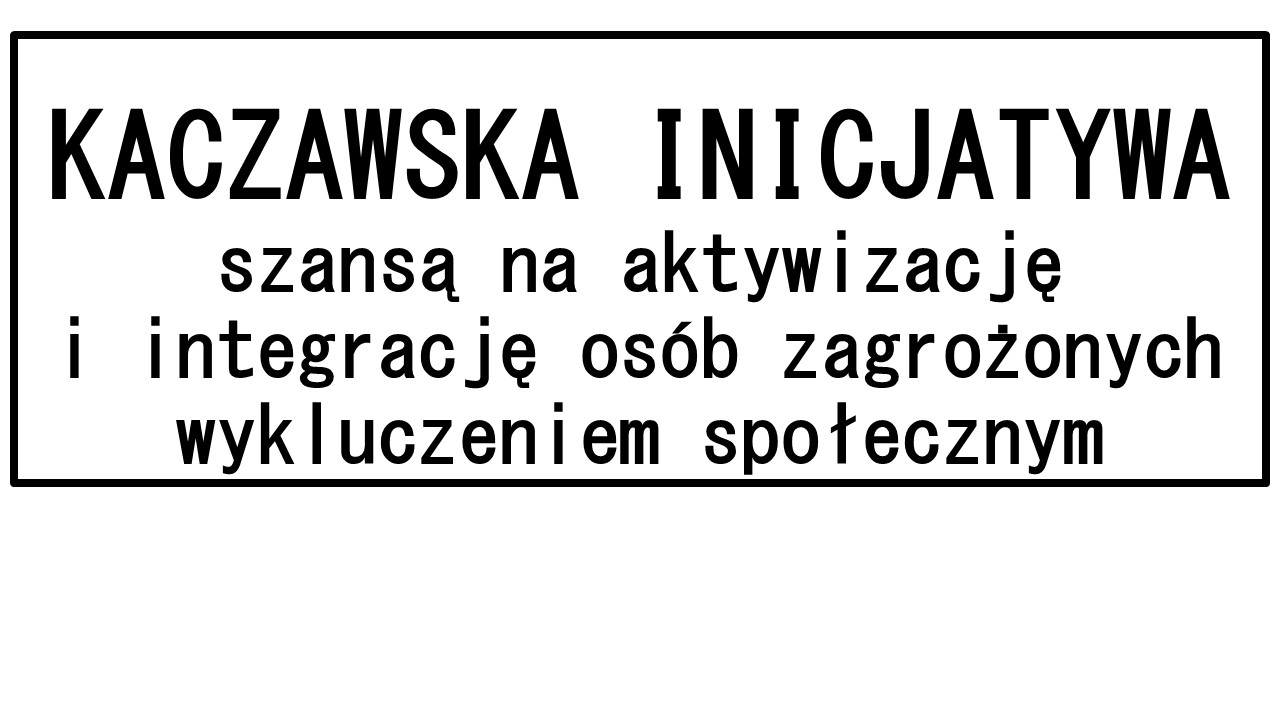 KACZAWSKA INICJATYWA
szansą na aktywizację
i integrację osób zagrożonych
wykluczeniem społecznym